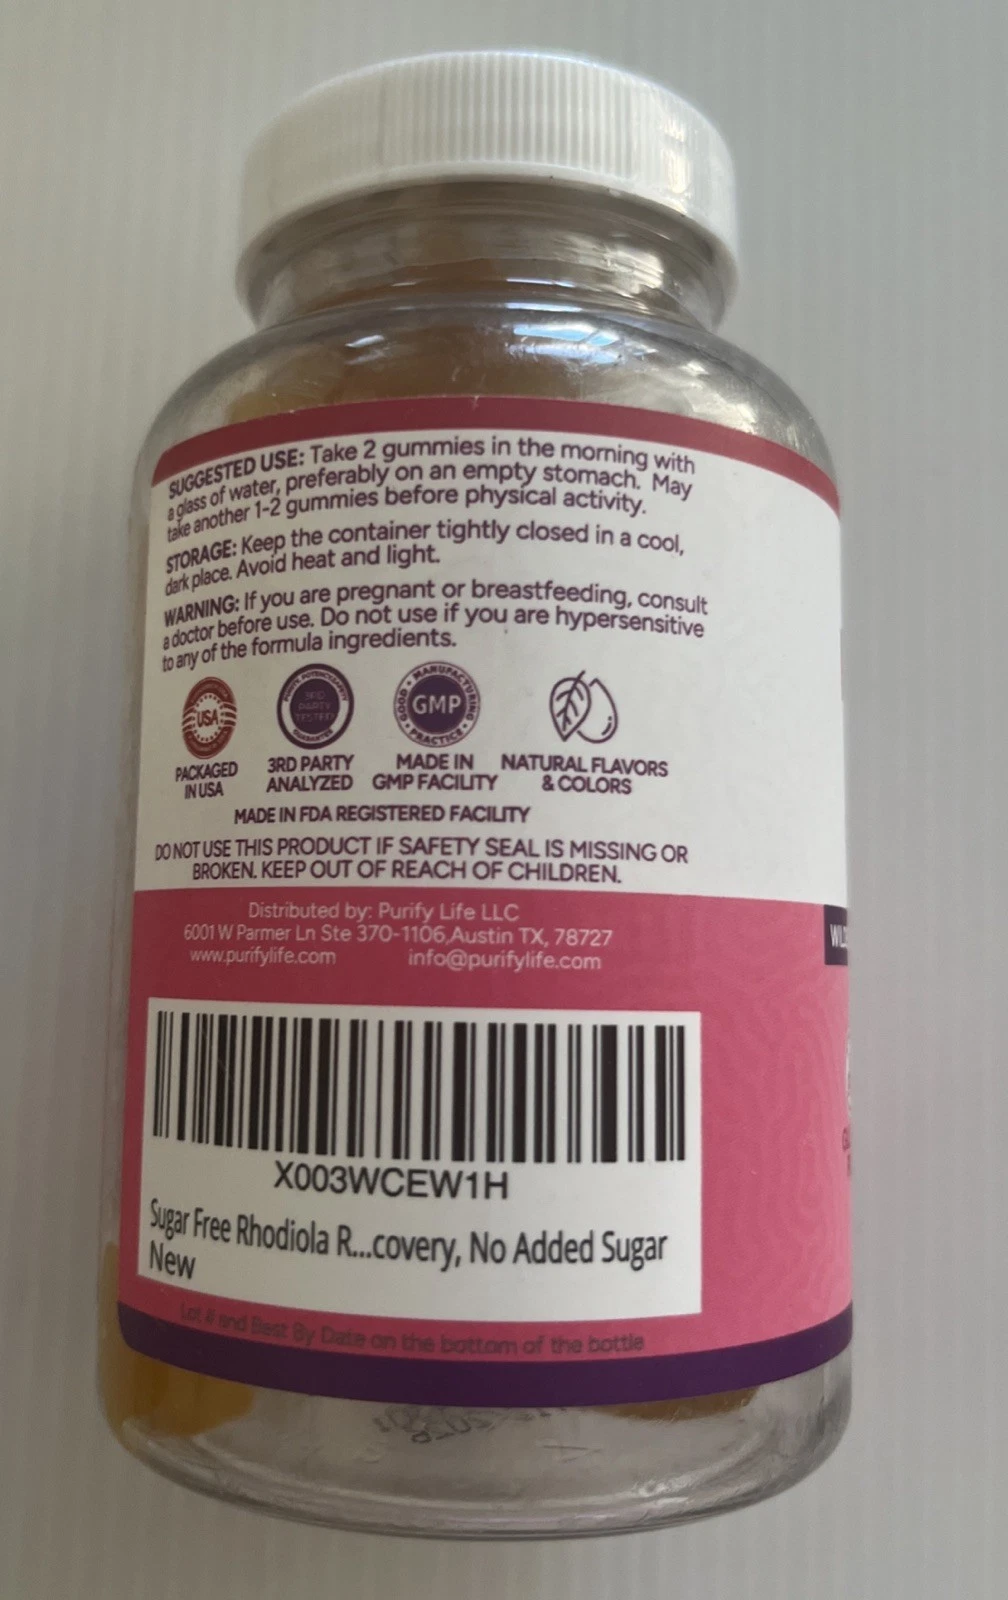 SUGGESTED USE: Take 2 gummies in the morning with
a glass of water, preferably on an empty stomach. May
take another 1-2 gummies before physical activity.
STORAGE: Keep the container tightly closed in a cool,
dark place. Avoid heat and light.
WARNING: If you are pregnant or breastfeeding, consult
a doctor before use. Do not use if you are hypersensitive
to any of the formula ingredients.
USA
PACKAGED
IN USA
3RD
PARTY
TESTED
GUARANTEE
3RD PARTY
ANALYZED
GOOD • MANUFACTURING
GMP
PRACTICE
MADE IN
GMP FACILITY
NATURAL FLAVORS
& COLORS
MADE IN FDA REGISTERED FACILITY
DO NOT USE THIS PRODUCT IF SAFETY SEAL IS MISSING OR
BROKEN. KEEP OUT OF REACH OF CHILDREN.
Distributed by: Purify Life LLC
6001 W Parmer Ln Ste 370-1106,Austin TX, 78727
www.purifylife.com info@purifylife.com
X003WCEW1H
Sugar Free Rhodiola R...covery, No Added Sugar
New
Lot # and Best By Date on the bottom of the bottle